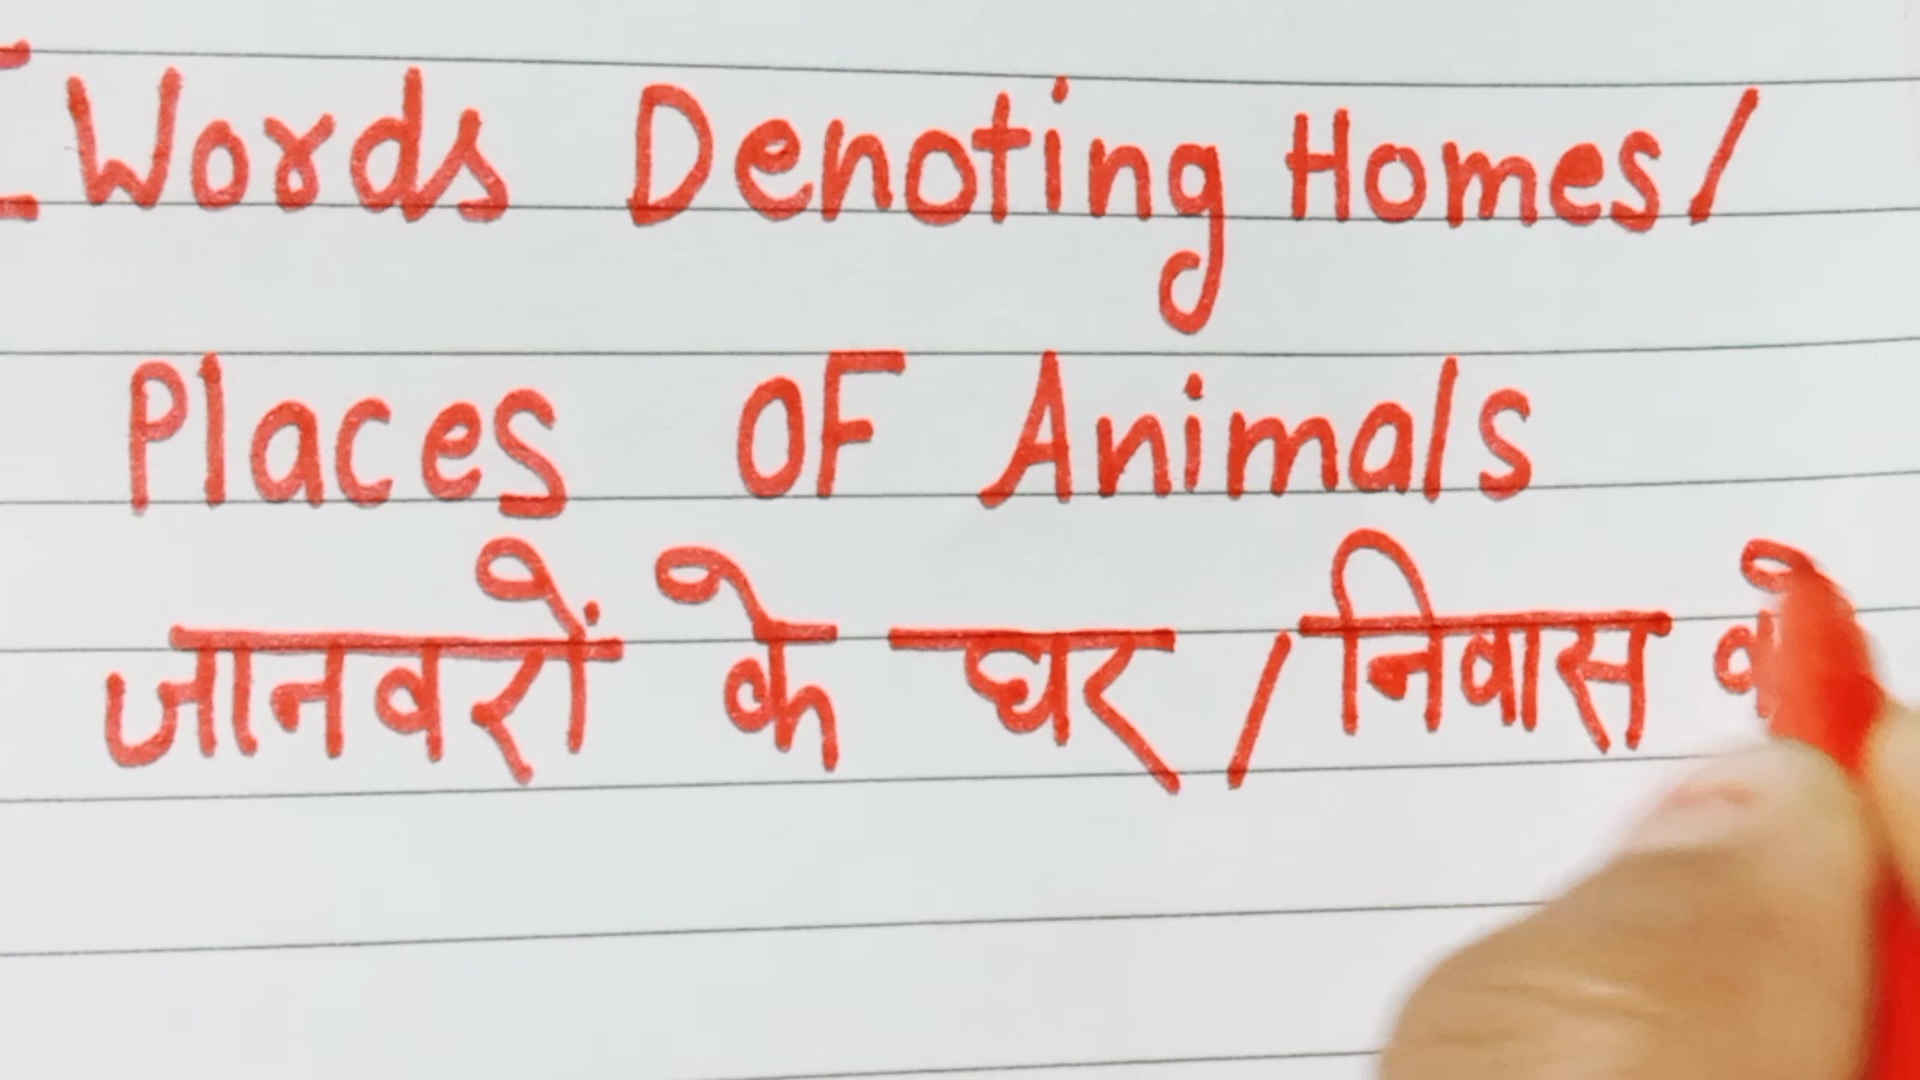 Words Denoting Homes/
Places OF Animals
जानवरों के घर / निवास